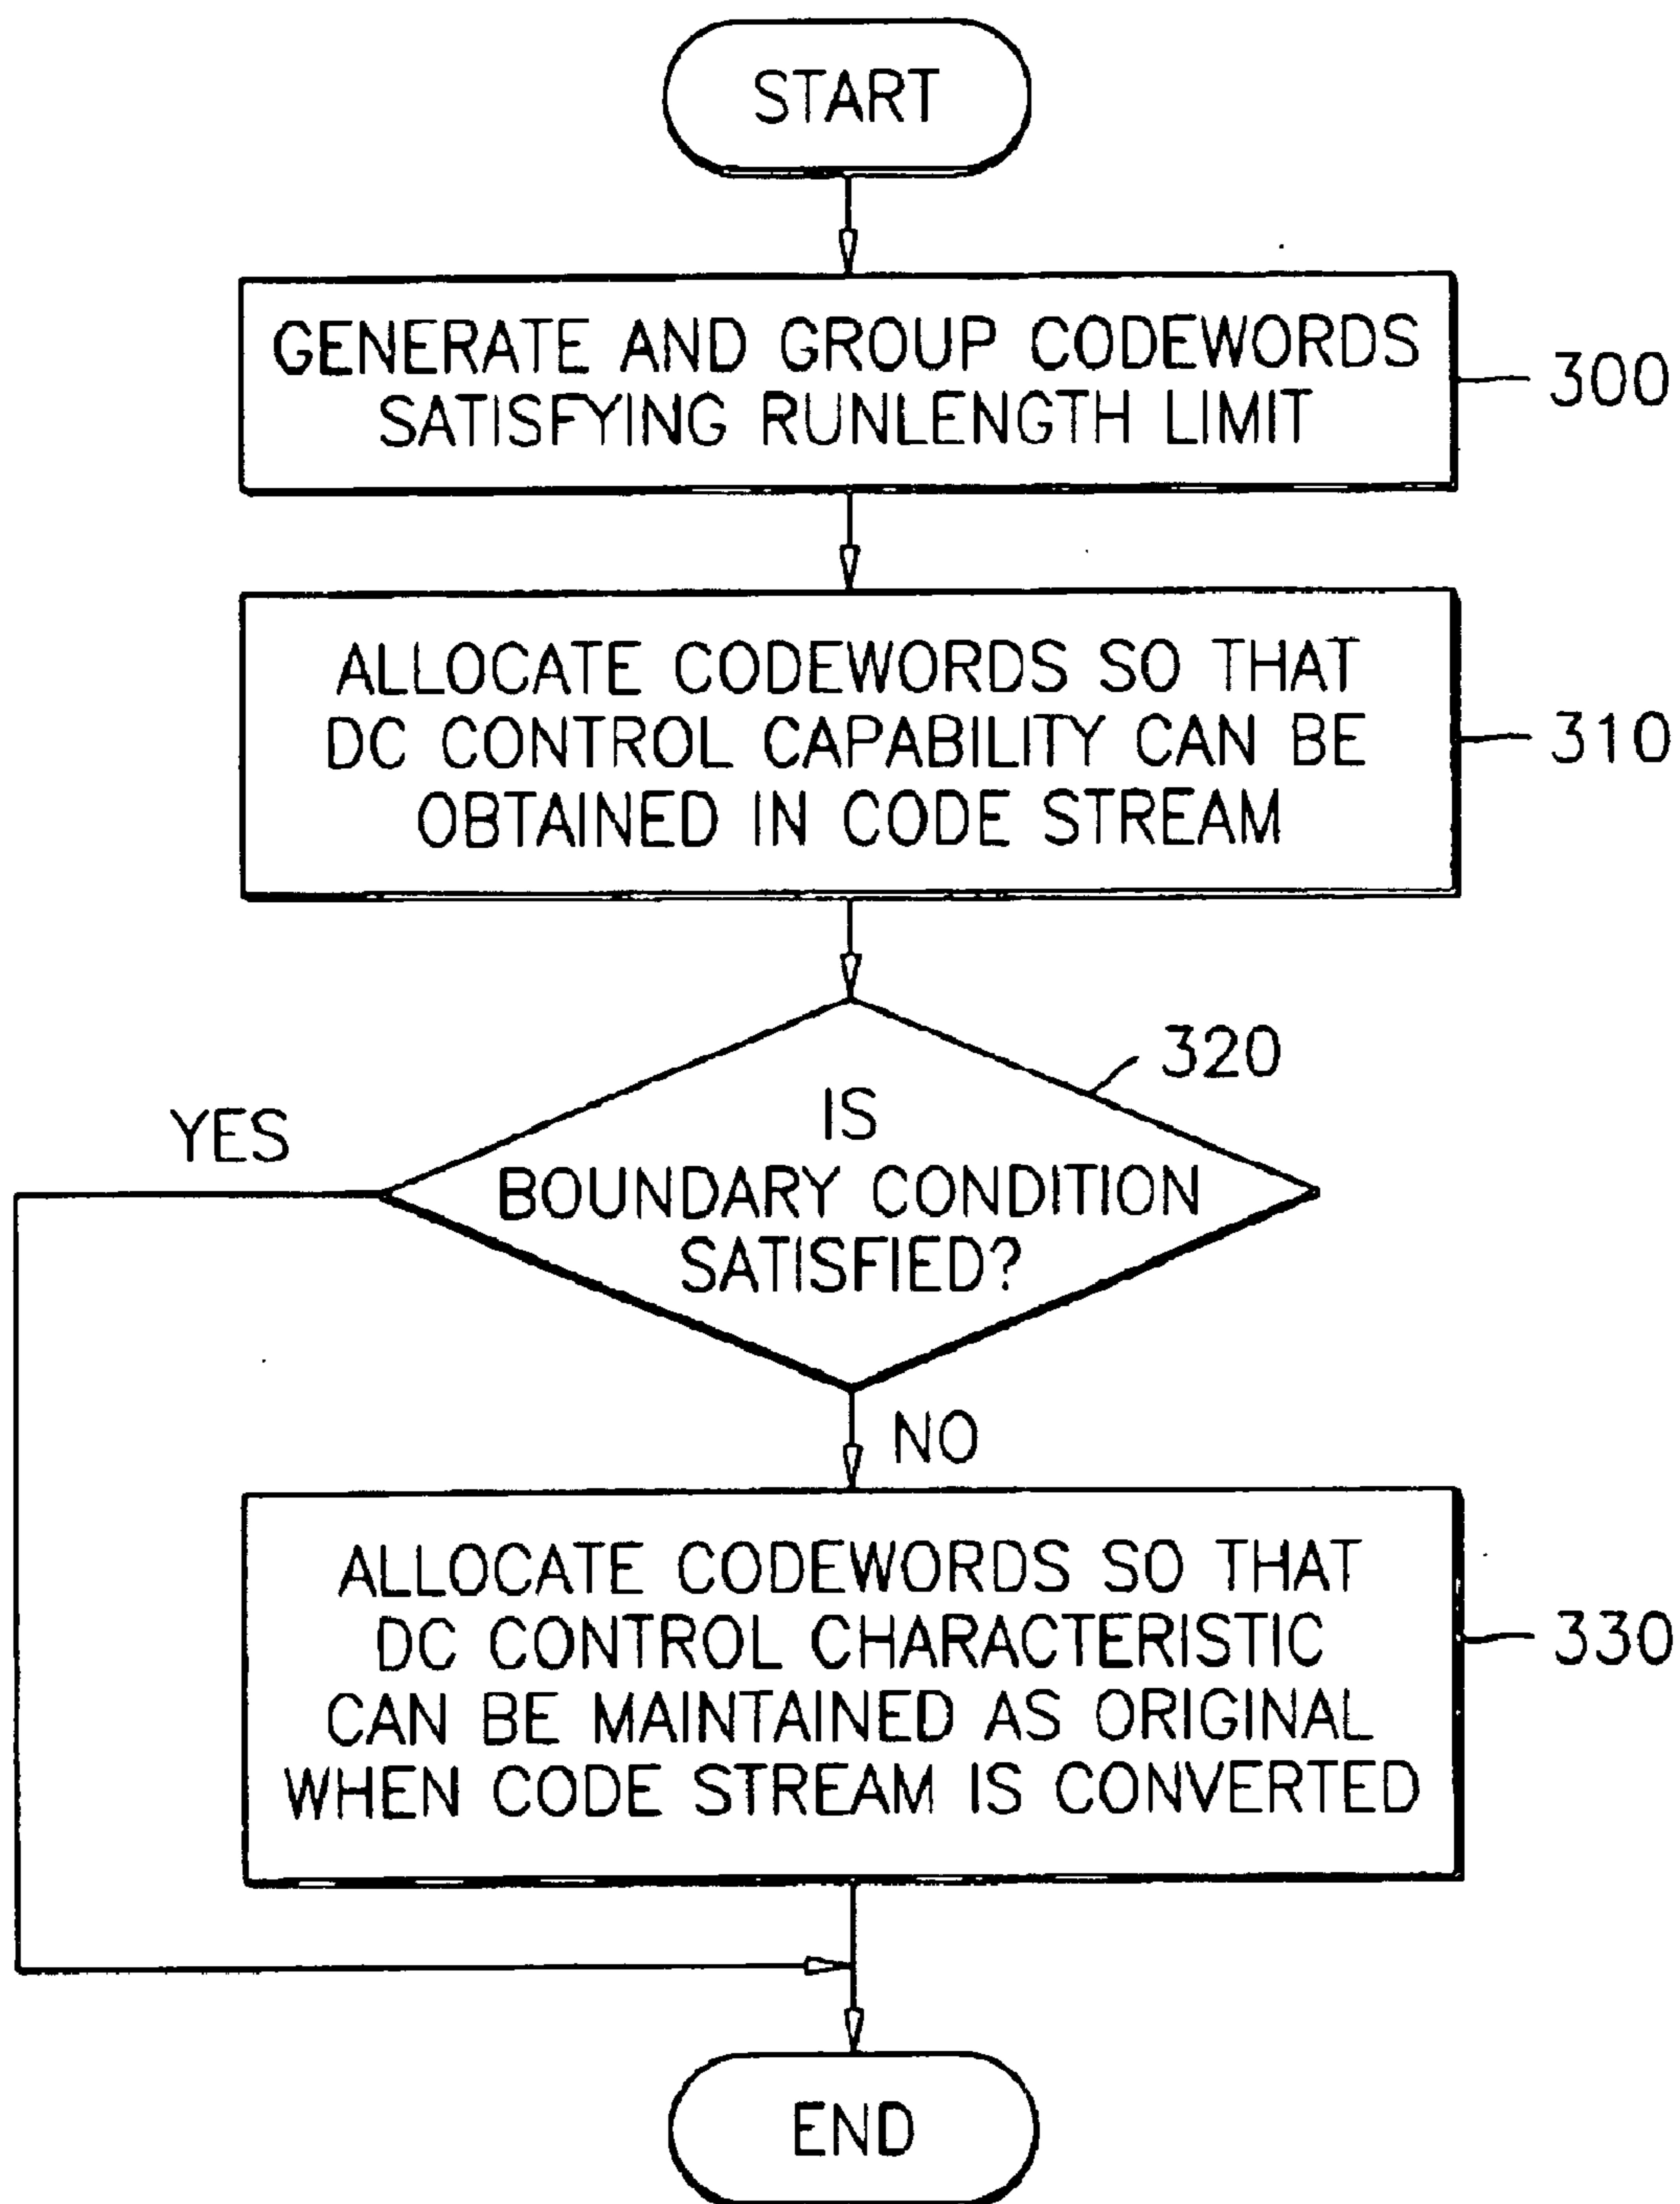 START
GENERATE AND GROUP CODEWORDS
SATISFYING RUNLENGTH LIMIT
300
ALLOCATE CODEWORDS SO THAT
DC CONTROL CAPABILITY CAN BE
OBTAINED IN CODE STREAM
310
320
IS
BOUNDARY CONDITION
SATISFIED?
YES
NO
ALLOCATE CODEWORDS SO THAT
DC CONTROL CHARACTERISTIC
CAN BE MAINTAINED AS ORIGINAL
WHEN CODE STREAM IS CONVERTED
330
END